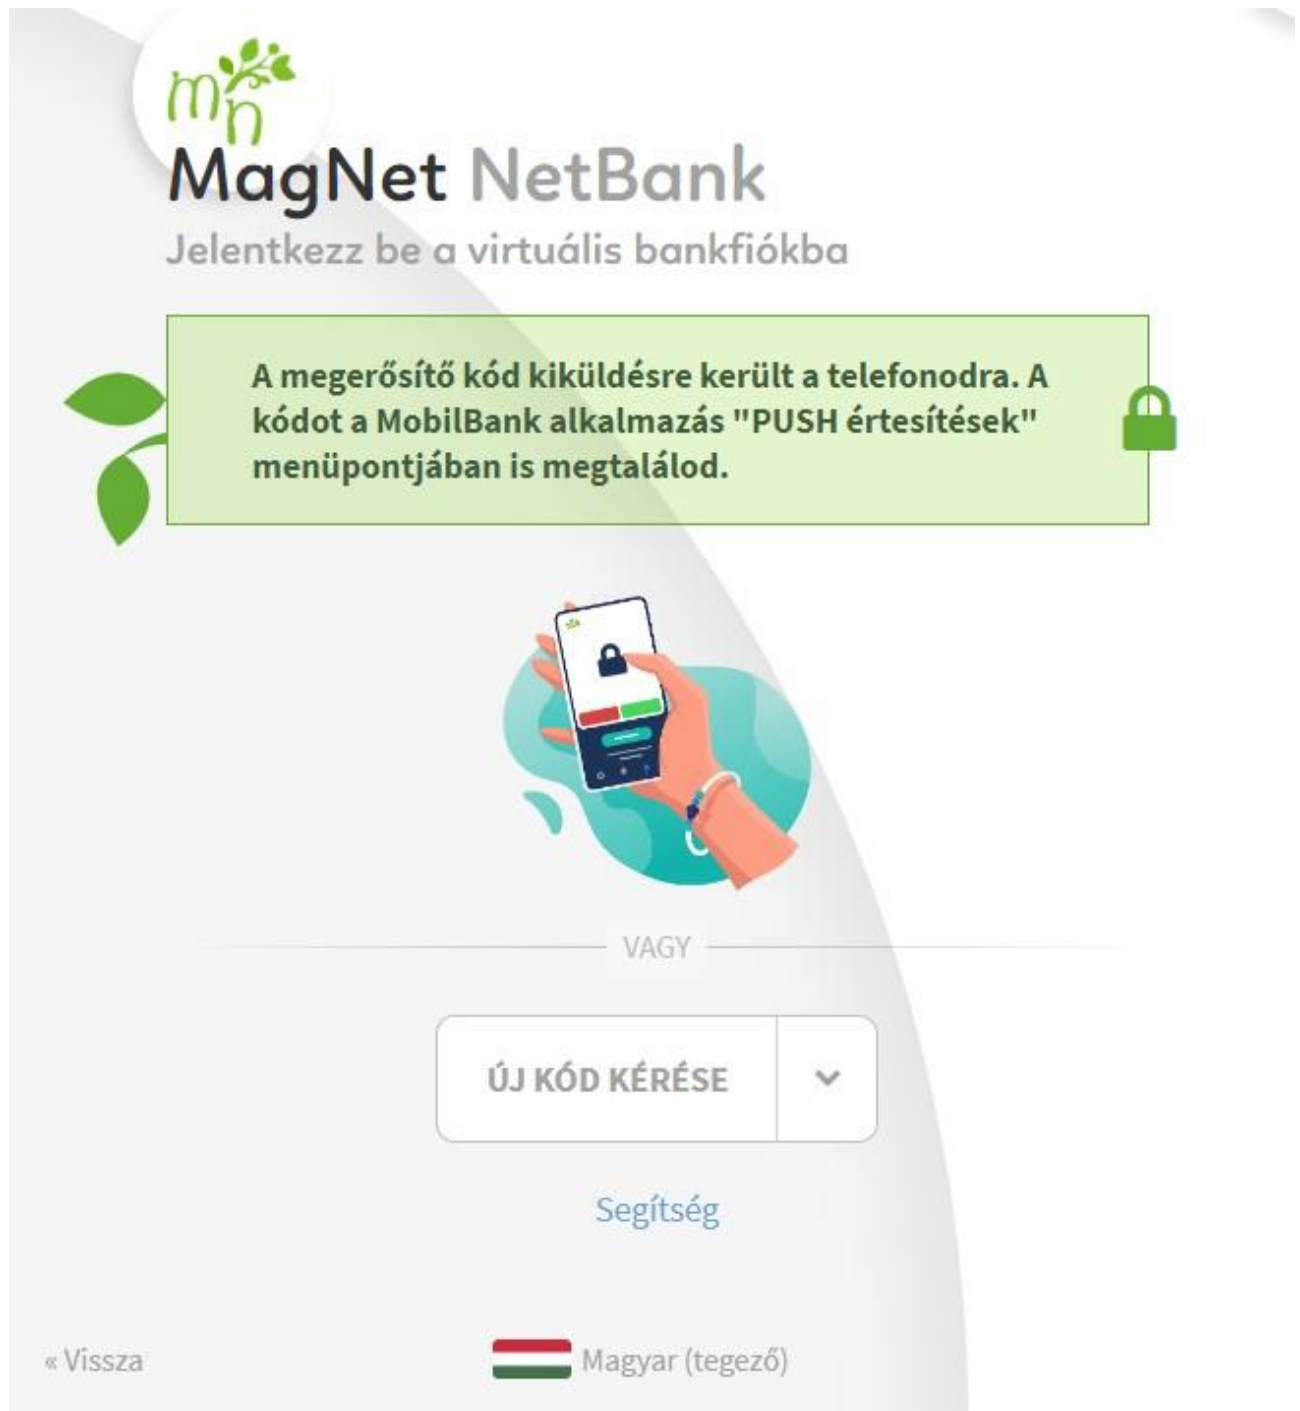 mn
MagNet NetBank
Jelentkezz be a virtuális bankfiókba
A megerősítő kód kiküldésre került a telefonodra. A
kódot a MobilBank alkalmazás "PUSH értesítések"
menüpontjában is megtalálod.
VAGY
ÚJ KÓD KÉRÉSE
Segítség
« Vissza
Magyar (tegező)